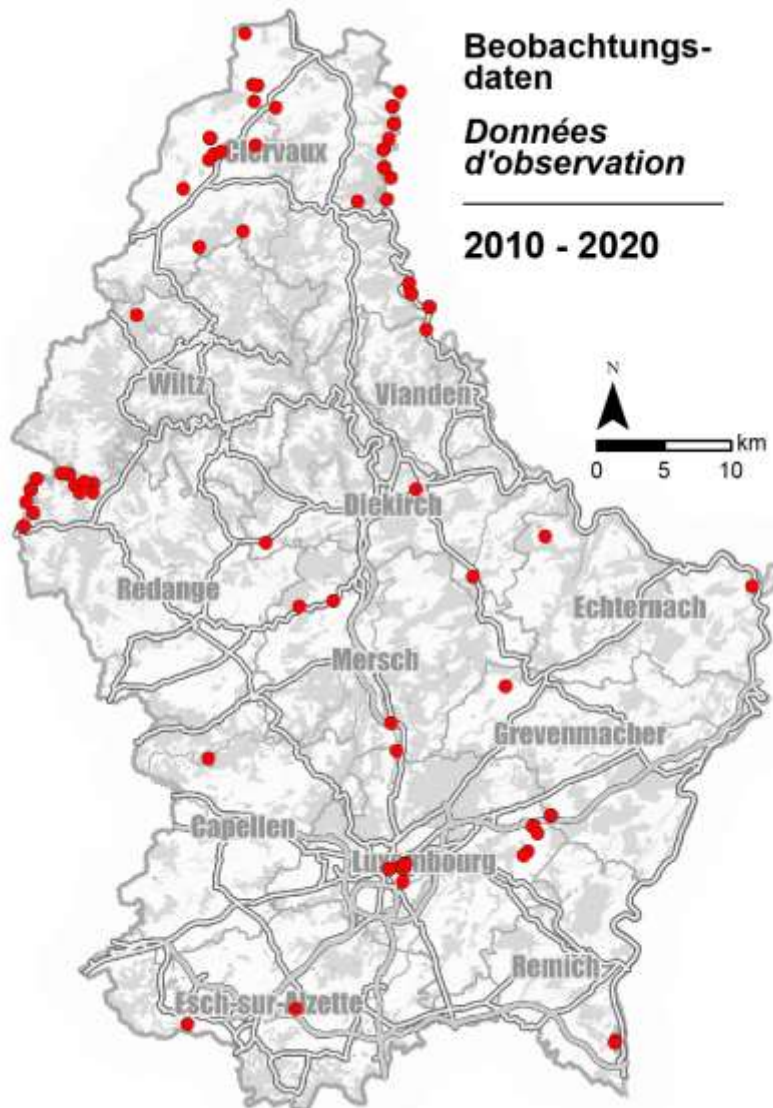 Beobachtungs-
daten
Données
d'observation
2010 - 2020
Clervaux
Wiltz
Vianden
N
km
0 5 10
Diekirch
Redange
Echternach
Mersch
Grevenmacher
Capellen
Luxembourg
Remich
Esch-sur-Alzette